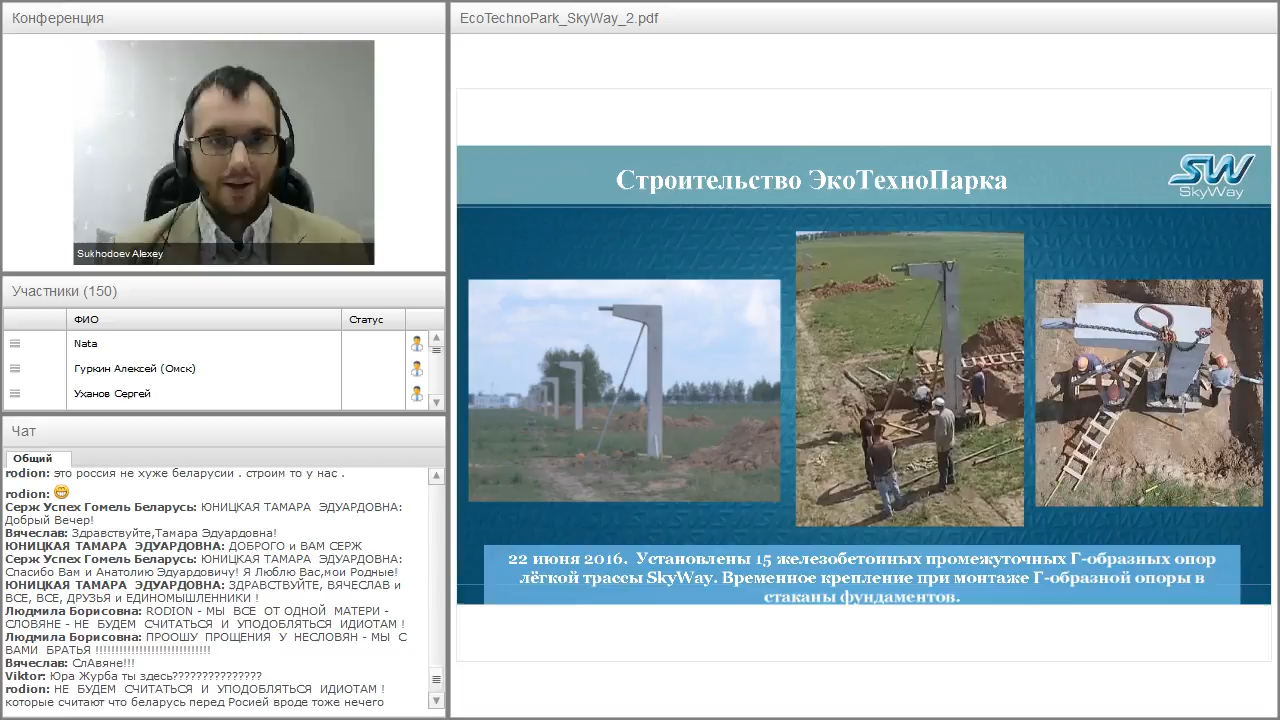 Конференция
Sukhodoev Alexey
Участники (150)
ФИО
Статус
Nata
Гуркин Алексей (Омск)
Уханов Сергей
Чат
Общий
rodion: это россия не хуже беларусии . строим то у нас .
rodion:
Серж Успех Гомель Беларусь: ЮНИЦКАЯ ТАМАРА ЭДУАРДОВНА:
Добрый Вечер!
Вячеслав: Здравствуйте,Тамара Эдуардовна!
ЮНИЦКАЯ ТАМАРА ЭДУАРДОВНА: ДОБРОГО и ВАМ СЕРЖ
Серж Успех Гомель Беларусь: ЮНИЦКАЯ ТАМАРА ЭДУАРДОВНА:
Спасибо Вам и Анатолию Эдуардовичу! Я Люблю Вас,мои Родные!
ЮНИЦКАЯ ТАМАРА ЭДУАРДОВНА: ЗДРАВСТВУЙТЕ, ВЯЧЕСЛАВ и
ВСЕ, ВСЕ, ДРУЗЬЯ и ЕДИНОМЫШЛЕННИКИ !
Людмила Борисовна: RODION - МЫ ВСЕ ОТ ОДНОЙ МАТЕРИ -
СЛОВЯНЕ - НЕ БУДЕМ СЧИТАТЬСЯ И УПОДОБЛЯТЬСЯ ИДИОТАМ !
Людмила Борисовна: ПРООШУ ПРОЩЕНИЯ У НЕСЛОВЯН - МЫ С
ВАМИ БРАТЬЯ !!!!!!!!!!!!!!!!!!!!!!!!!!!!!
Вячеслав: СлАвяне!!!
Viktor: Юра Журба ты здесь???????????????
rodion: НЕ БУДЕМ СЧИТАТЬСЯ И УПОДОБЛЯТЬСЯ ИДИОТАМ !
которые считают что беларусь перед Росией вроде тоже нечего
EcoTechnoPark_SkyWay_2.pdf
Строительство ЭкоТехноПарка
SW
SkyWay
22 июня 2016. Установлены 15 железобетонных промежуточных Г-образных опор
лёгкой трассы SkyWay. Временное крепление при монтаже Г-образной опоры в
стаканы фундаментов.